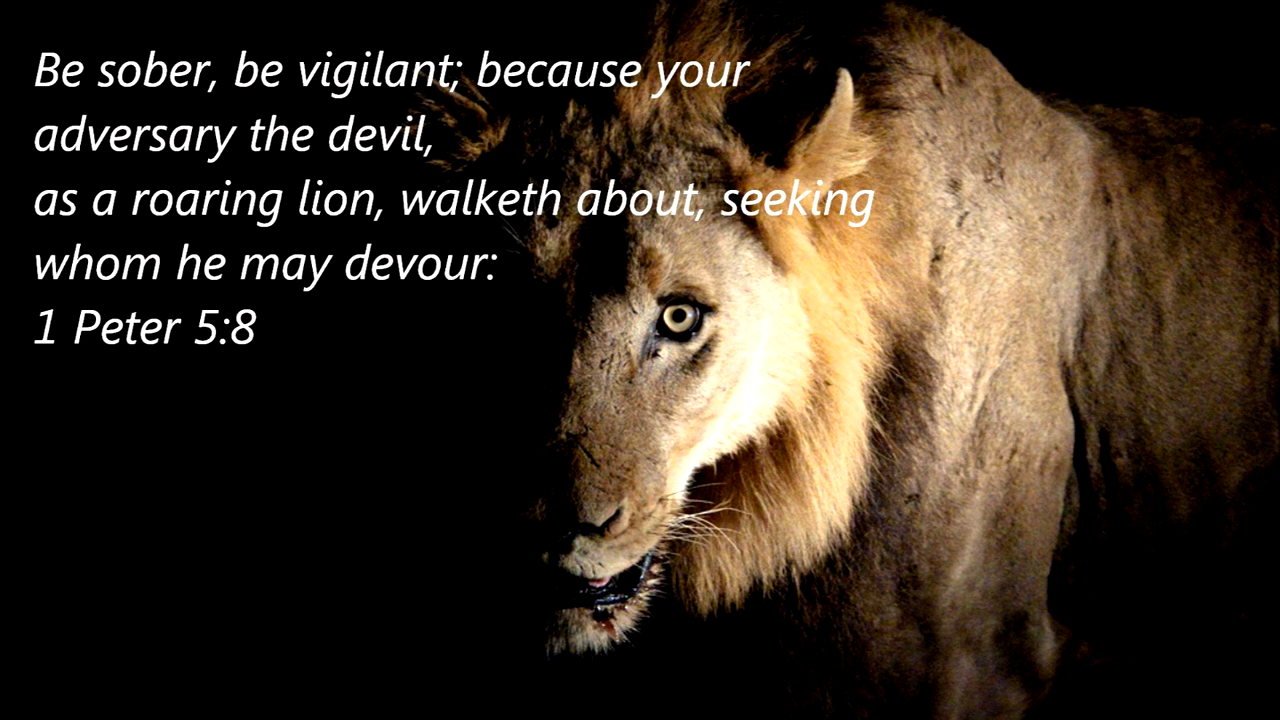 Be sober, be vigilant; because your
adversary the devil,
as a roaring lion, walketh about, seeking
whom he may devour:
1 Peter 5:8